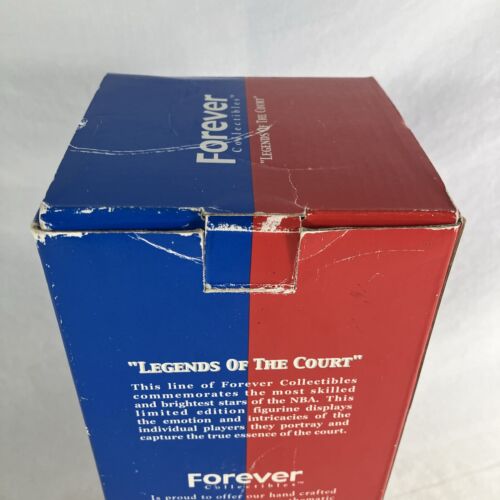 Forever
Collectibles™
"LEGENDS OF THE COURT"
"LEGENDS OF THE COURT"
This line of Forever Collectibles
commemorates the most skilled
and brightest stars of the NBA. This
limited edition figurine displays
the emotion and intricacies of the
individual players they portray and
capture the true essence of the court.
Forever
Collectibles™
Is proud to offer our hand crafted